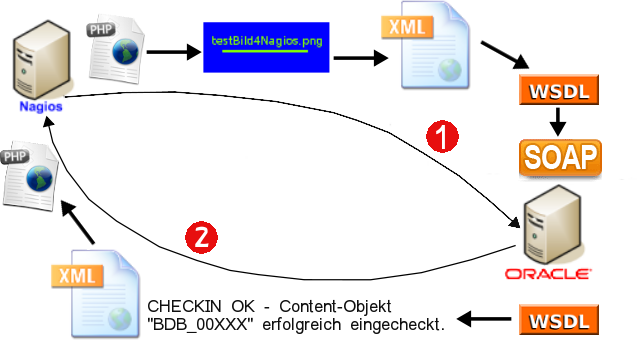 PHP
testBild4Nagios.png
XML
WSDL
Nagios
1
SOAP
PHP
2
ORACLE
XML
CHECKIN OK - Content-Objekt
"BDB_00XXX" erfolgreich eingecheckt.
WSDL